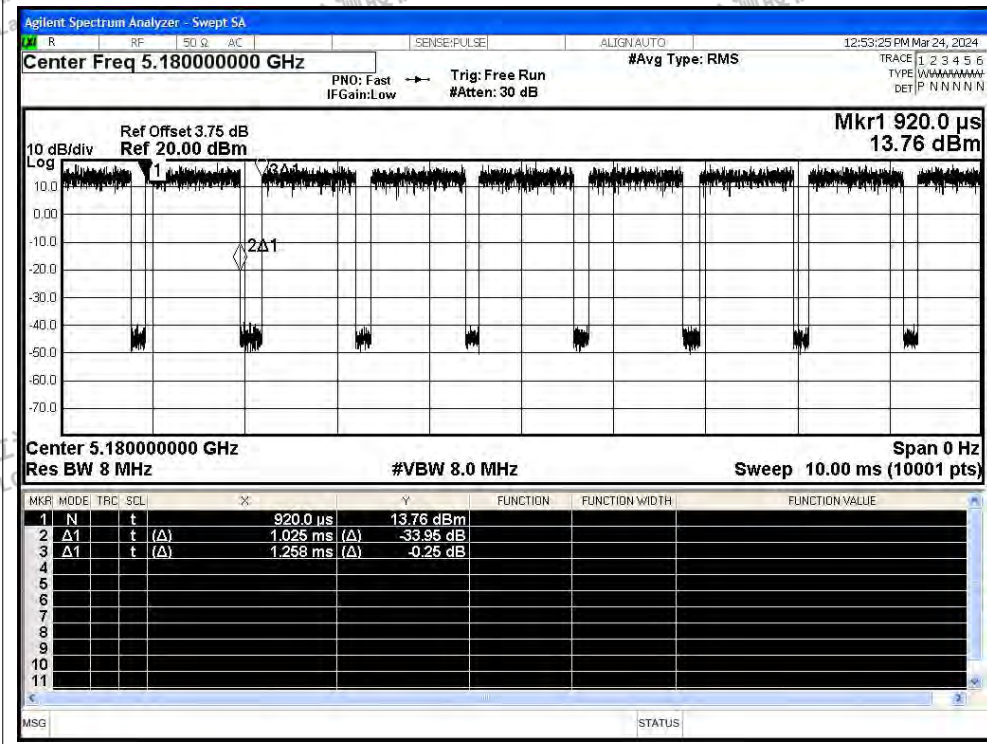 Agilent Spectrum Analyzer - Swept SA
R RF 50 Ω AC SENSE:PULSE ALIGN AUTO 12:53:25 PM Mar 24, 2024
Center Freq 5.180000000 GHz #Avg Type: RMS TRACE 1 2 3 4 5 6
PNO: Fast Trig: Free Run TYPE WWWWWW
IFGain:Low #Atten: 30 dB DET P N N N N N
Mkr1 920.0 µs
Ref Offset 3.75 dB
10 dB/div Ref 20.00 dBm 13.76 dBm
Log
1 3Δ1
10.0
0.00
-10.0
2Δ1
-20.0
-30.0
-40.0
-50.0
-60.0
-70.0
Center 5.180000000 GHz Span 0 Hz
Res BW 8 MHz #VBW 8.0 MHz Sweep 10.00 ms (10001 pts)
MKR MODE TRC SCL X Y FUNCTION FUNCTION WIDTH FUNCTION VALUE
1 N t 920.0 µs 13.76 dBm
2 Δ1 t (Δ) 1.025 ms (Δ) -33.95 dB
3 Δ1 t (Δ) 1.258 ms (Δ) -0.25 dB
4
5
6
7
8
9
10
11
MSG STATUS